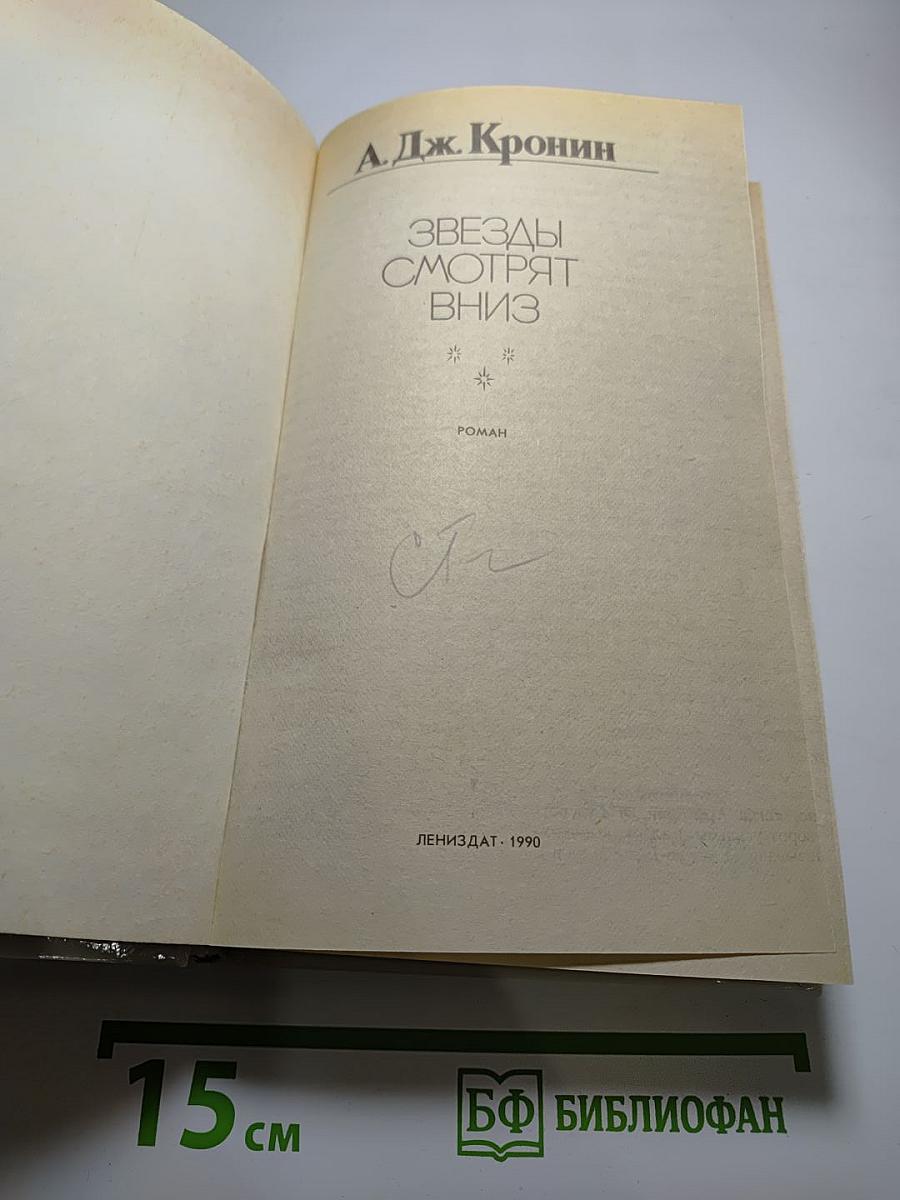 А. Дж. Кронин
ЗВЕЗДЫ
СМОТРЯТ
ВНИЗ
РОМАН
ЛЕНИЗДАТ · 1990
15 см
БФ БИБЛИОФАН